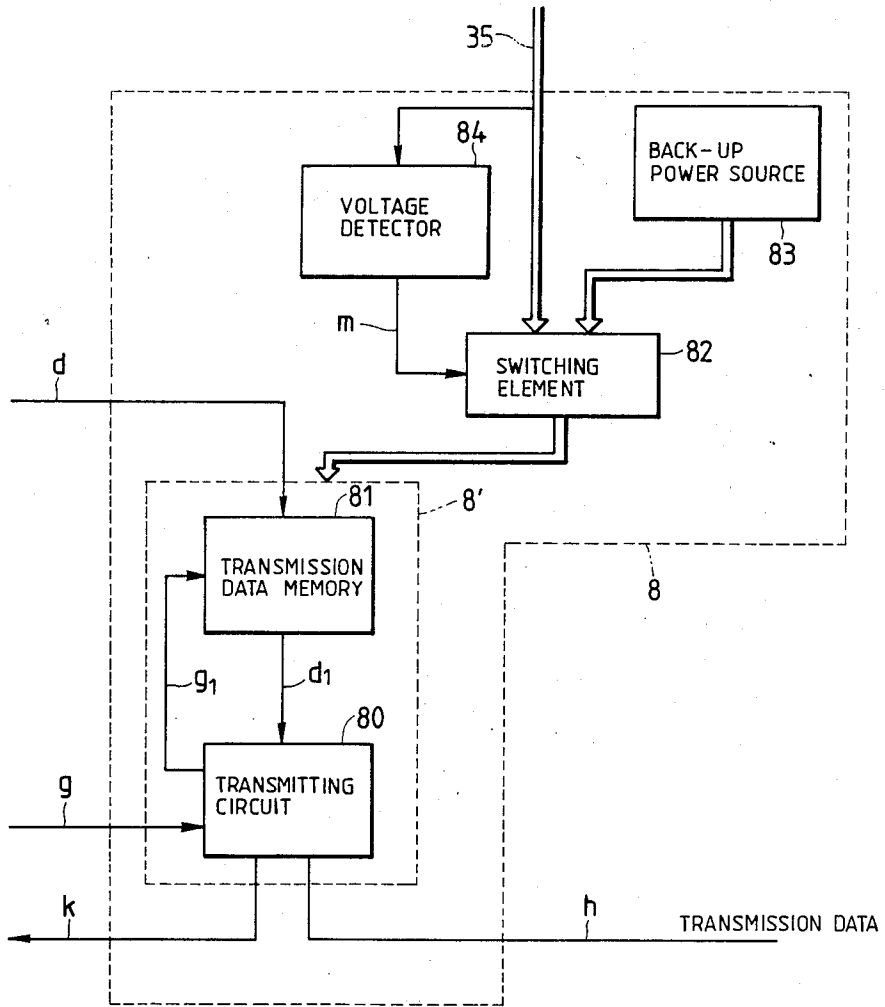 35
84
BACK-UP
POWER SOURCE
VOLTAGE
DETECTOR
83
m
82
SWITCHING
ELEMENT
d
81
8'
TRANSMISSION
DATA MEMORY
8
g1
d1
80
g
TRANSMITTING
CIRCUIT
k
h
TRANSMISSION DATA